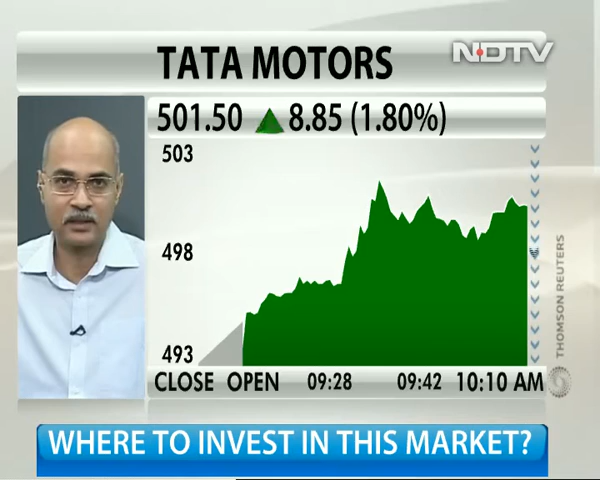 TATA MOTORS
NDTV
501.50 8.85 (1.80%)
503
498
493
CLOSE OPEN 09:28 09:42 10:10 AM
THOMSON REUTERS
WHERE TO INVEST IN THIS MARKET?